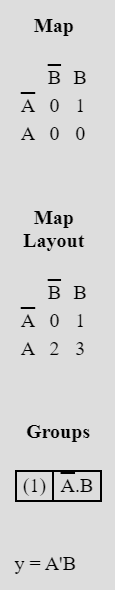 Map
B̅ B
A̅ 0 1
A 0 0
Map
Layout
B̅ B
A̅ 0 1
A 2 3
Groups
(1) A̅.B
y = A'B